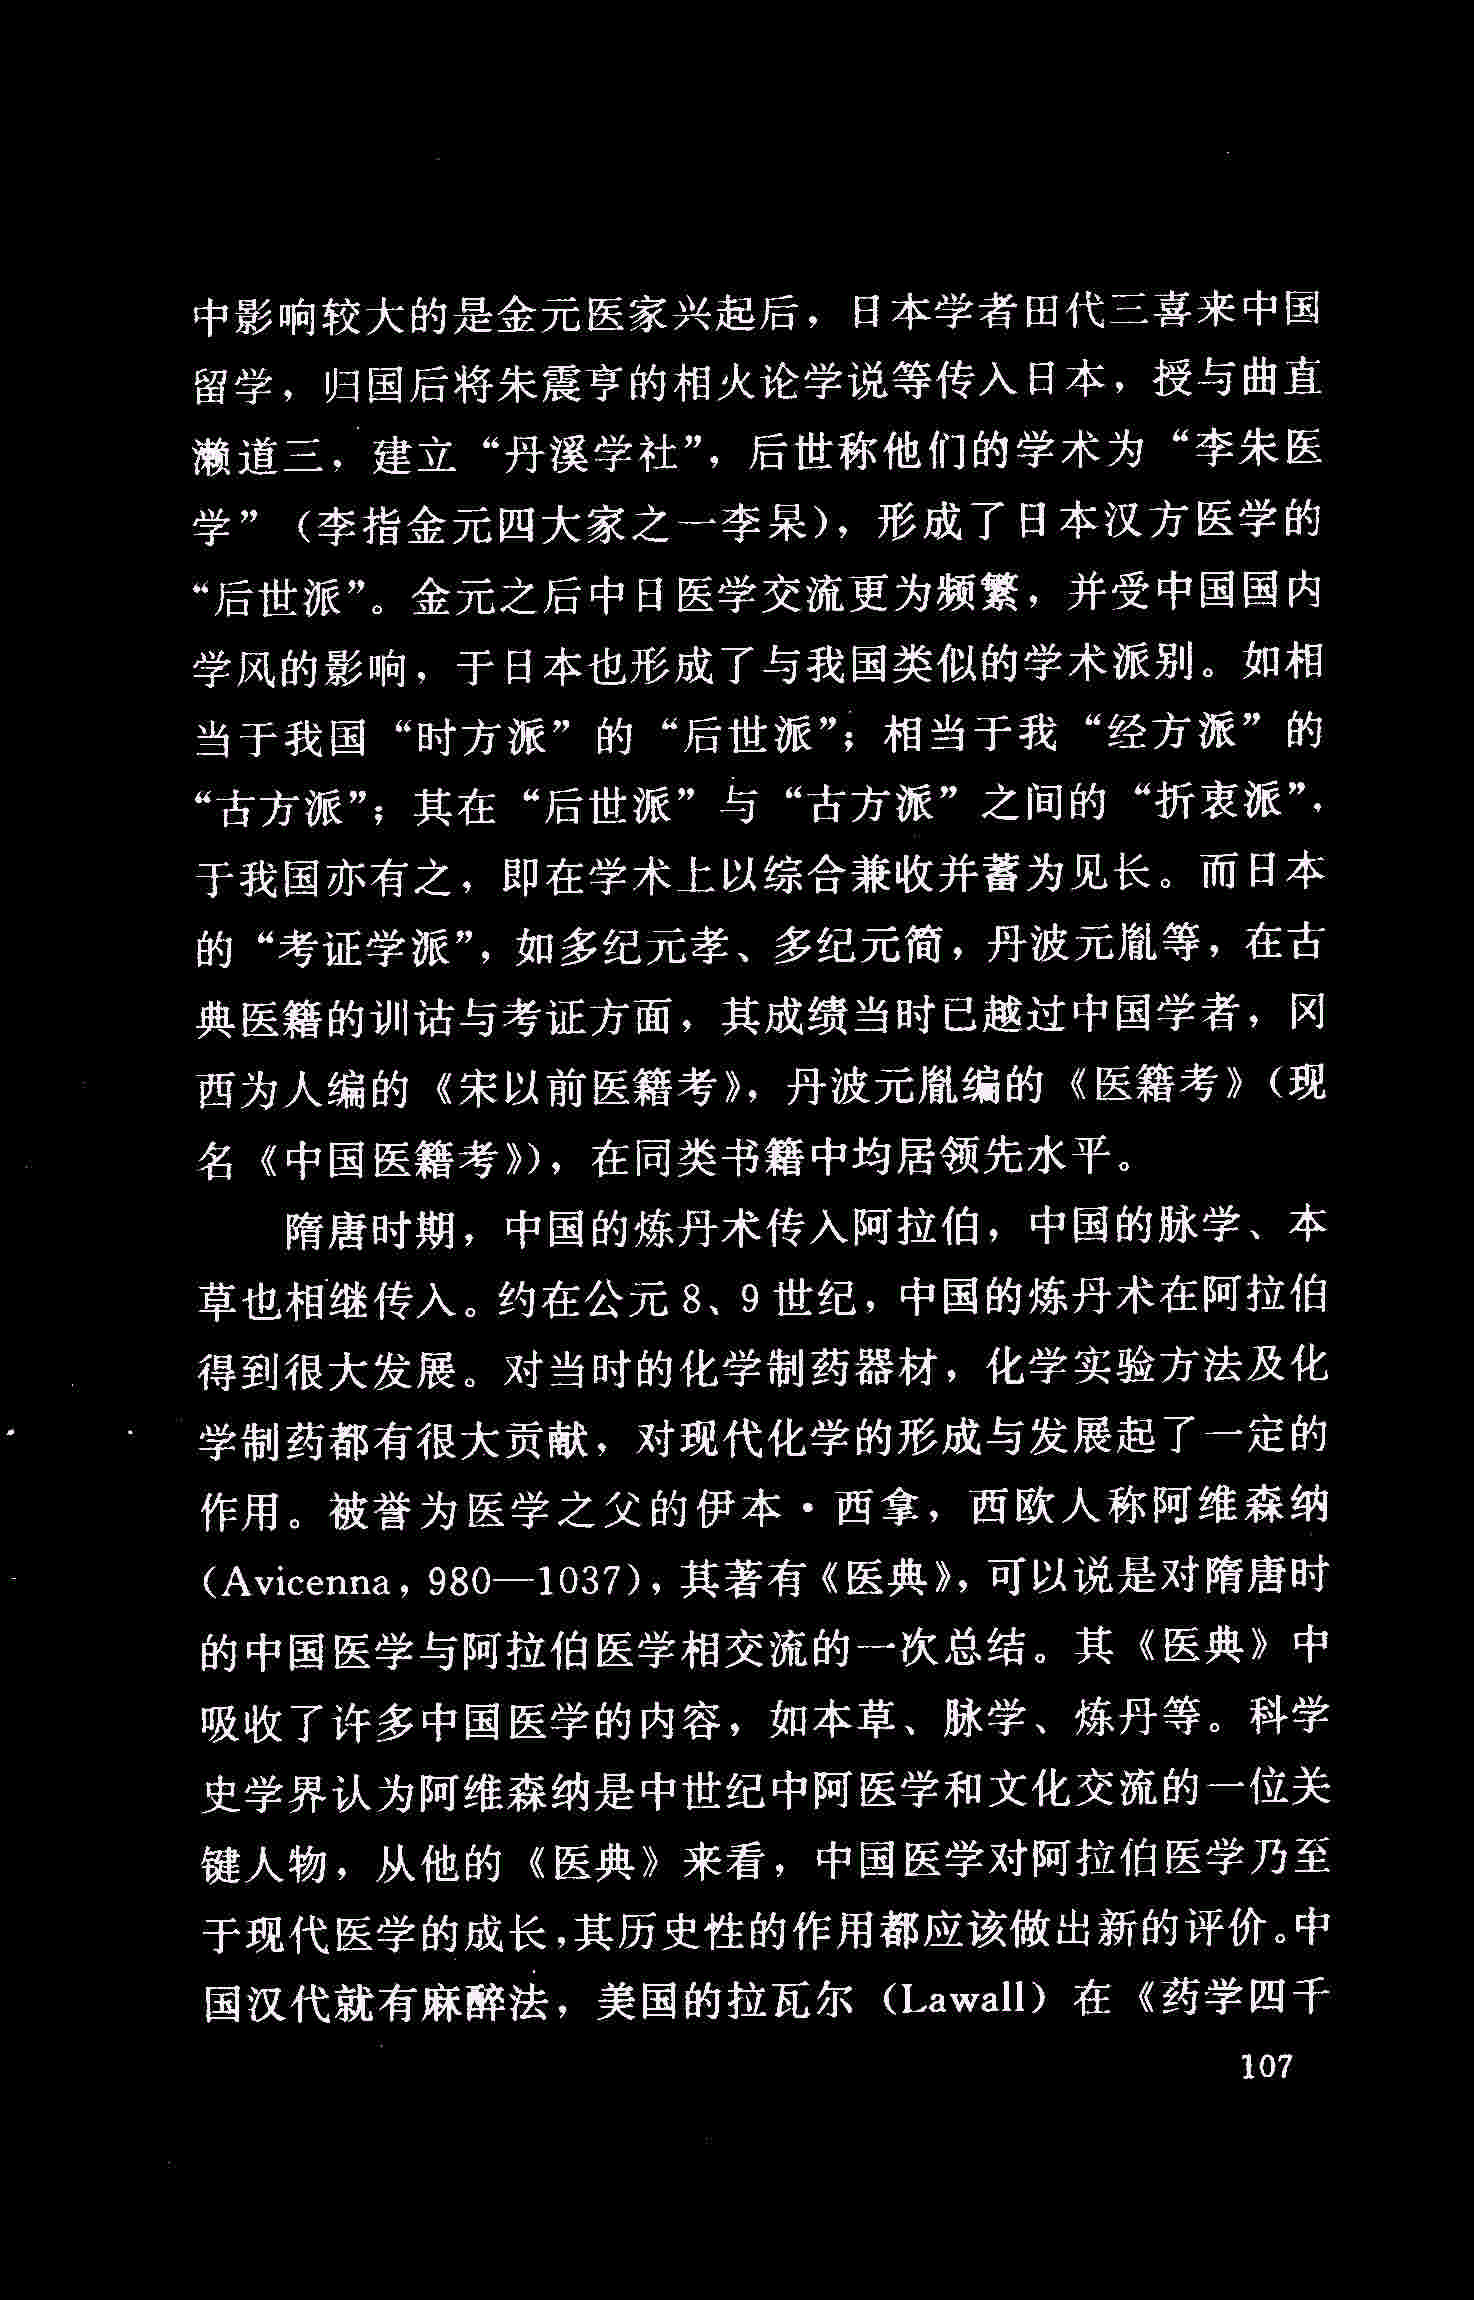 中影响较大的是金元医家兴起后，日本学者田代三喜来中国
留学，归国后将朱震亨的相火论学说等传入日本，授与曲直
濑道三，建立“丹溪学社”，后世称他们的学术为“李朱医
学”（李指金元四大家之一李杲），形成了日本汉方医学的
“后世派”。金元之后中日医学交流更为频繁，并受中国国内
学风的影响，于日本也形成了与我国类似的学术派别。如相
当于我国“时方派”的“后世派”；相当于我“经方派”的
“古方派”；其在“后世派”与“古方派”之间的“折衷派”，
于我国亦有之，即在学术上以综合兼收并蓄为见长。而日本
的“考证学派”，如多纪元孝、多纪元简，丹波元胤等，在古
典医籍的训诂与考证方面，其成绩当时已越过中国学者，冈
西为人编的《宋以前医籍考》，丹波元胤编的《医籍考》（现
名《中国医籍考》），在同类书籍中均居领先水平。
隋唐时期，中国的炼丹术传入阿拉伯，中国的脉学、本
草也相继传入。约在公元8、9世纪，中国的炼丹术在阿拉伯
得到很大发展。对当时的化学制药器材，化学实验方法及化
学制药都有很大贡献，对现代化学的形成与发展起了一定的
作用。被誉为医学之父的伊本·西拿，西欧人称阿维森纳
（Avicenna，980—1037），其著有《医典》，可以说是对隋唐时
的中国医学与阿拉伯医学相交流的一次总结。其《医典》中
吸收了许多中国医学的内容，如本草、脉学、炼丹等。科学
史学界认为阿维森纳是中世纪中阿医学和文化交流的一位关
键人物，从他的《医典》来看，中国医学对阿拉伯医学乃至
于现代医学的成长，其历史性的作用都应该做出新的评价。中
国汉代就有麻醉法，美国的拉瓦尔（Lawall）在《药学四千
107